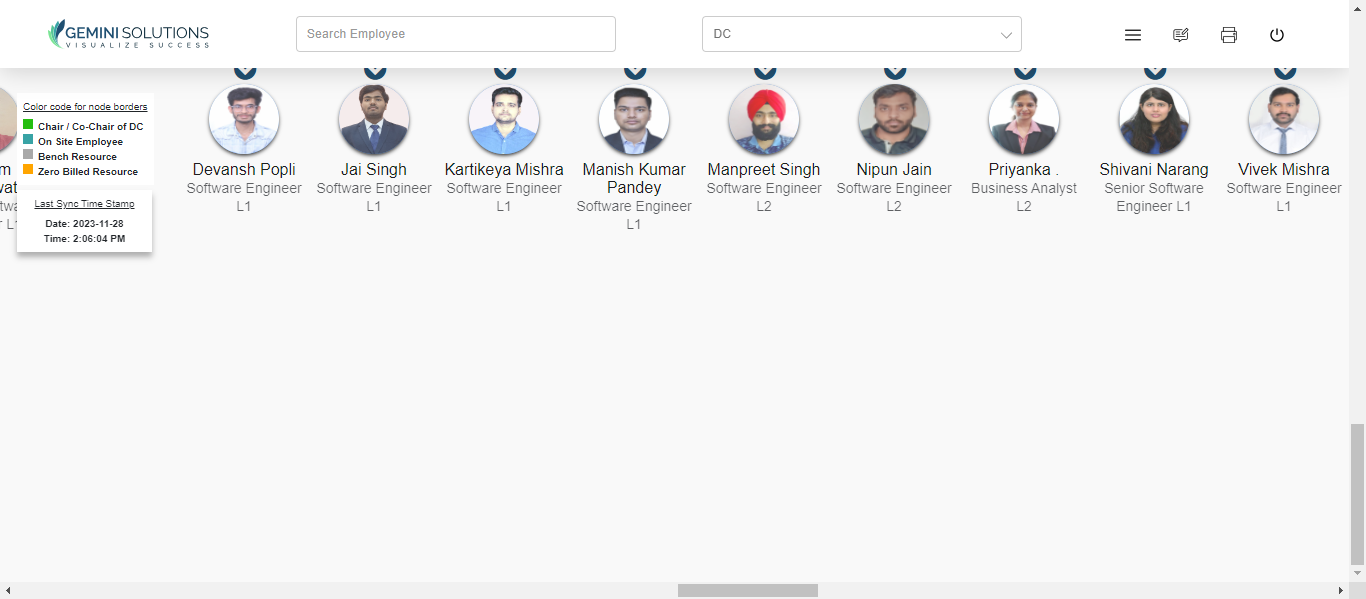 GEMINI SOLUTIONS
VISUALIZE SUCCESS
Search Employee
DC
Color code for node borders
Chair / Co-Chair of DC
On Site Employee
Bench Resource
Zero Billed Resource
Last Sync Time Stamp
Date: 2023-11-28
Time: 2:06:04 PM
Devansh Popli
Software Engineer
L1
Jai Singh
Software Engineer
L1
Kartikeya Mishra
Software Engineer
L1
Manish Kumar
Pandey
Software Engineer
L1
Manpreet Singh
Software Engineer
L2
Nipun Jain
Software Engineer
L2
Priyanka .
Business Analyst
L2
Shivani Narang
Senior Software
Engineer L1
Vivek Mishra
Software Engineer
L1